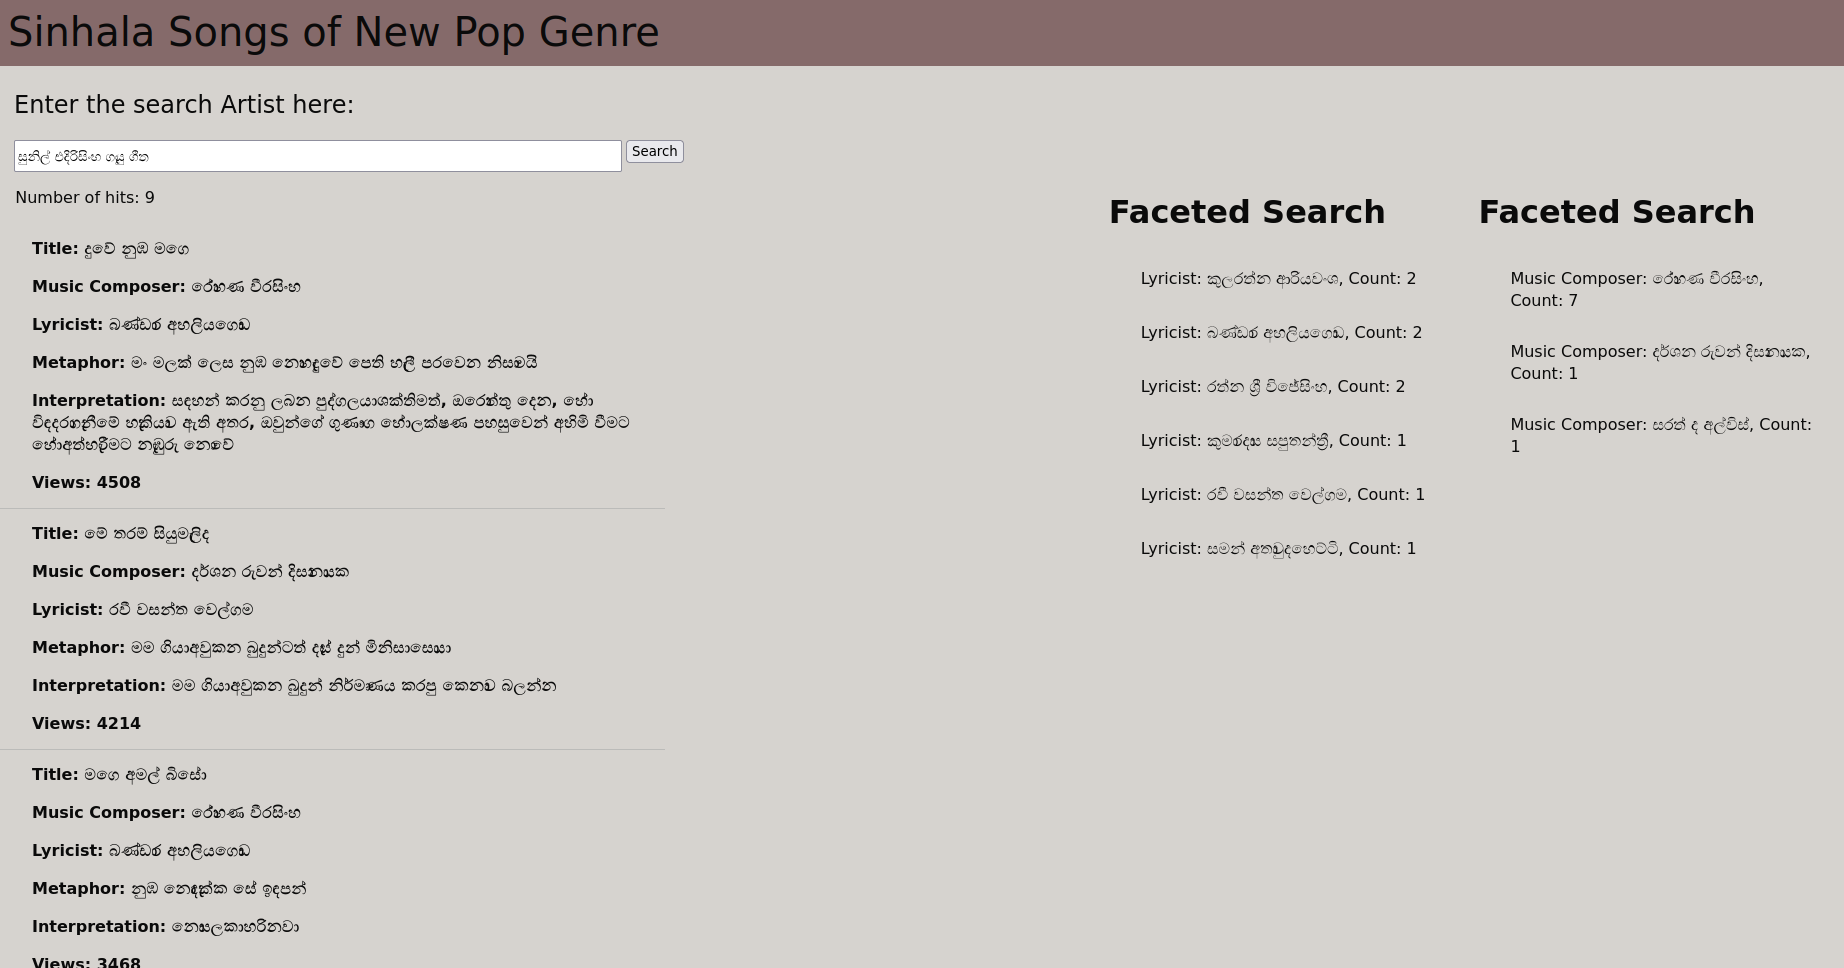 Sinhala Songs of New Pop Genre
Enter the search Artist here:
සුනිල් එදිරිසිංහ ගැයු ගීත
Search
Number of hits: 9
Title: දුවේ නුඹ මගෙ
Music Composer: රෝහණ වීරසිංහ
Lyricist: බණ්ඩාර අහලියගොඩ
Metaphor: මං මලක් ලෙස නුඹ නොහැඳුවේ පෙති හැලී පරවෙන නිසාවෙයි
Interpretation: සඳහන් කරනු ලබන පුද්ගලයා ශක්තිමත්, ඔරොත්තු දෙන, හෝ
විඳදරාගැනීමේ හැකියාව ඇති අතර, ඔවුන්ගේ ගුණාංග හෝ ලක්ෂණ පහසුවෙන් අහිමි වීමට
හෝ අත්හැරීමට නැඹුරු නොවේ
Views: 4508
Title: මේ තරම් සියුමැලිද
Music Composer: දර්ශන රුවන් දිසානායක
Lyricist: රවී වසන්ත වෙල්ගම
Metaphor: මම ගියා අවුකන බුදුන්ටත් දෑස් දුන් මිනිසා සොයා
Interpretation: මම ගියා අවුකන බුදුන් නිර්මාණය කරපු කෙනාව බලන්න
Views: 4214
Title: මගෙ අමල් බිසෝ
Music Composer: රෝහණ වීරසිංහ
Lyricist: බණ්ඩාර අහලියගොඩ
Metaphor: නුඹ නොදැක්ක සේ ඉඳපන්
Interpretation: නොසලකා හරිනවා
Views: 3468
Faceted Search
Lyricist: කුලරත්න ආරියවංශ, Count: 2
Lyricist: බණ්ඩාර අහලියගොඩ, Count: 2
Lyricist: රත්න ශ්‍රී විජේසිංහ, Count: 2
Lyricist: කුමාරදාස සපුතන්ත්‍රී, Count: 1
Lyricist: රවී වසන්ත වෙල්ගම, Count: 1
Lyricist: සමන් අතාවුදහෙට්ටි, Count: 1
Faceted Search
Music Composer: රෝහණ වීරසිංහ,
Count: 7
Music Composer: දර්ශන රුවන් දිසානායක,
Count: 1
Music Composer: සරත් ද අල්විස්, Count:
1